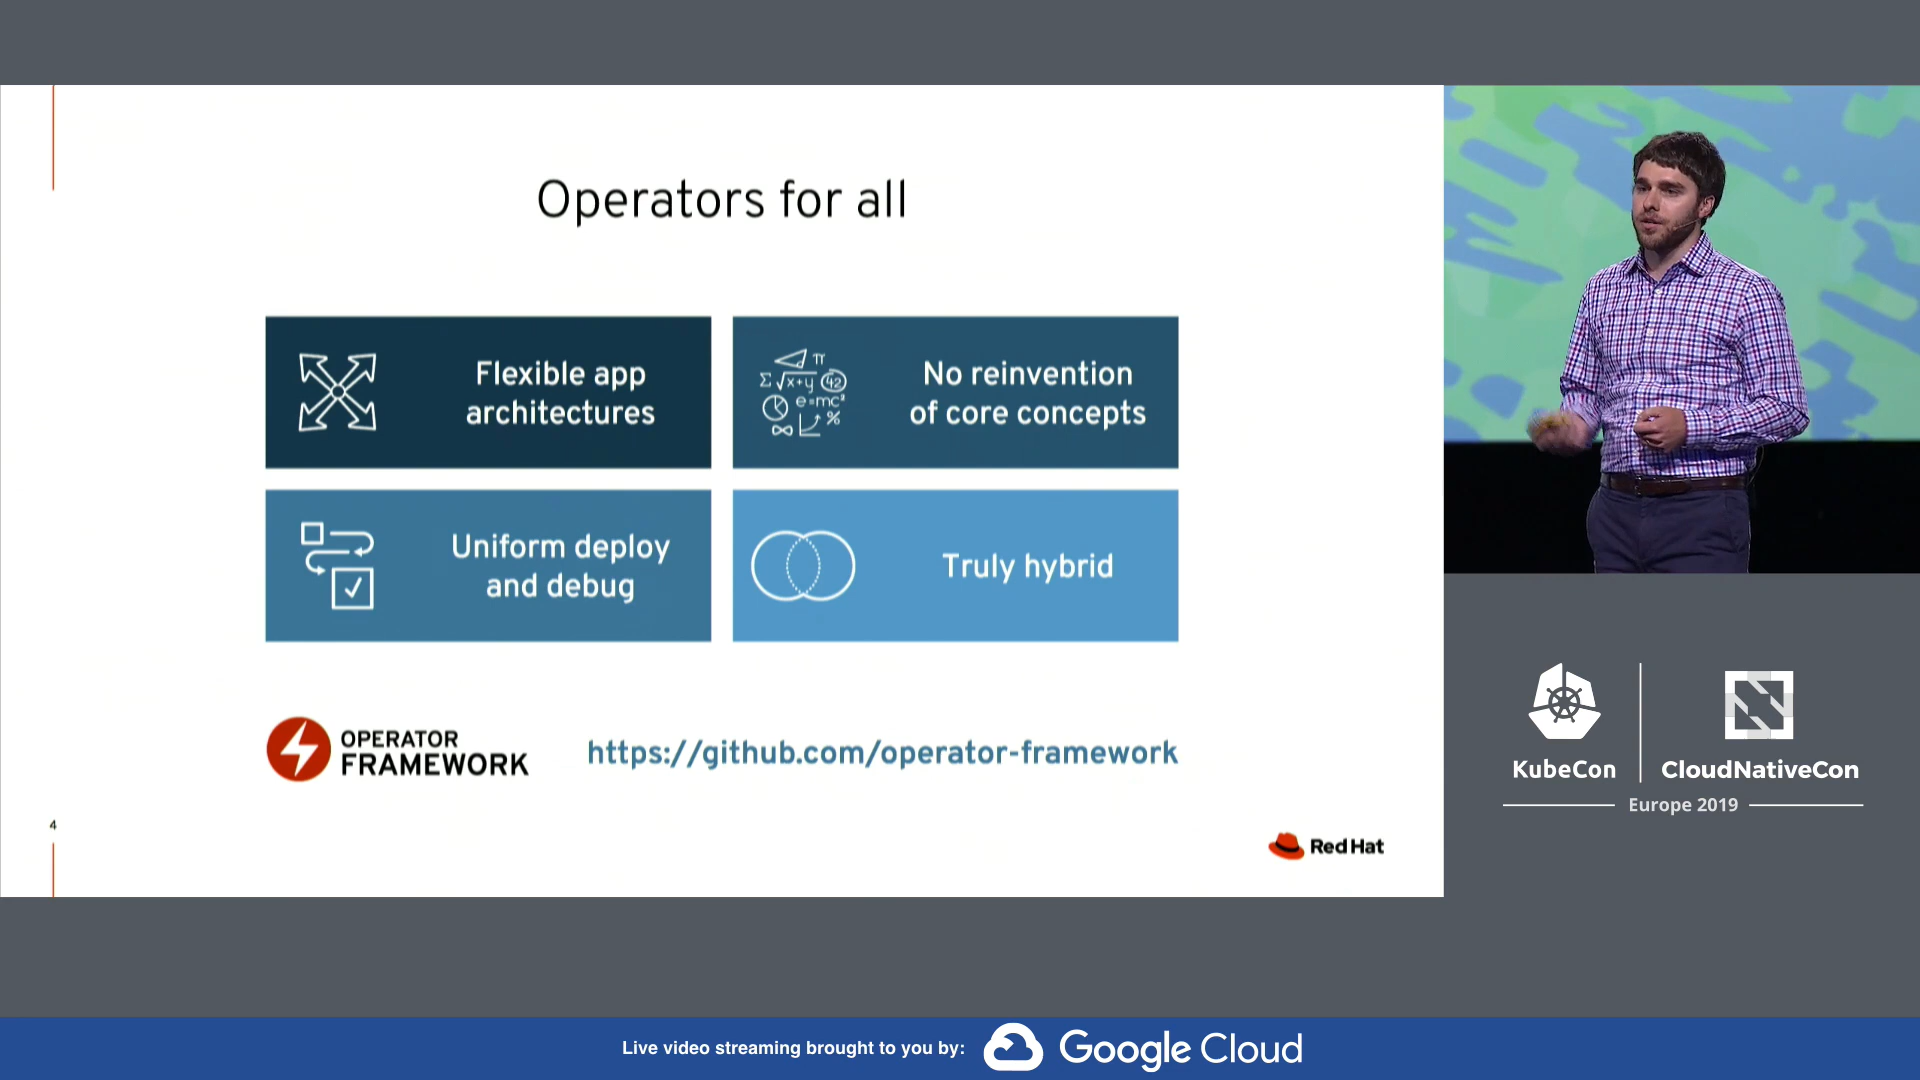 Operators for all
Flexible app
architectures
π
Σ √x+y 42
e=mc²
∞ %
No reinvention
of core concepts
Uniform deploy
and debug
Truly hybrid
OPERATOR
FRAMEWORK
https://github.com/operator-framework
4
Red Hat
KubeCon
CloudNativeCon
Europe 2019
Live video streaming brought to you by:
Google Cloud